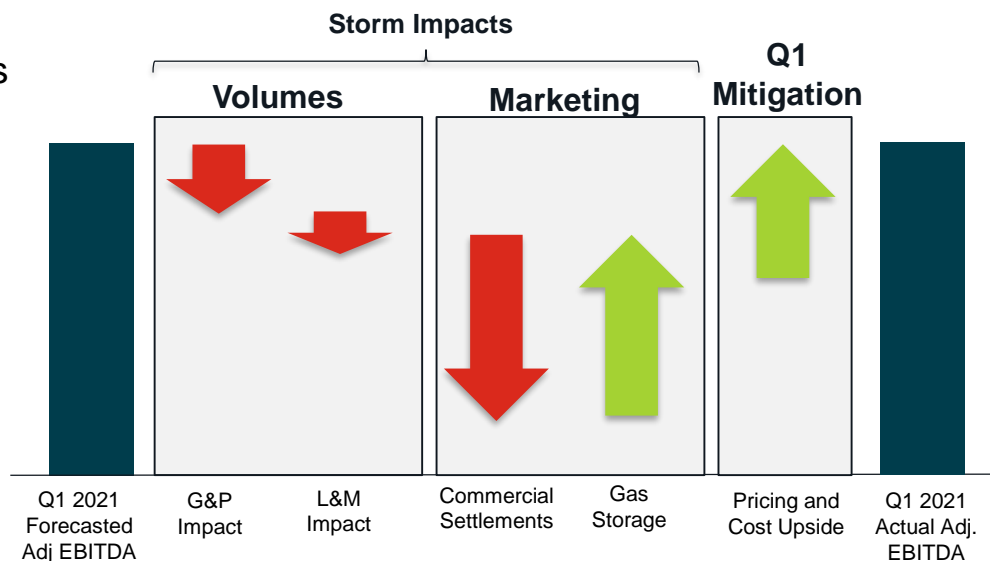 s
Storm Impacts
Volumes
Marketing
Q1
Mitigation
Q1 2021
Forecasted
Adj EBITDA
G&P
Impact
L&M
Impact
Commercial
Settlements
Gas
Storage
Pricing and
Cost Upside
Q1 2021
Actual Adj.
EBITDA